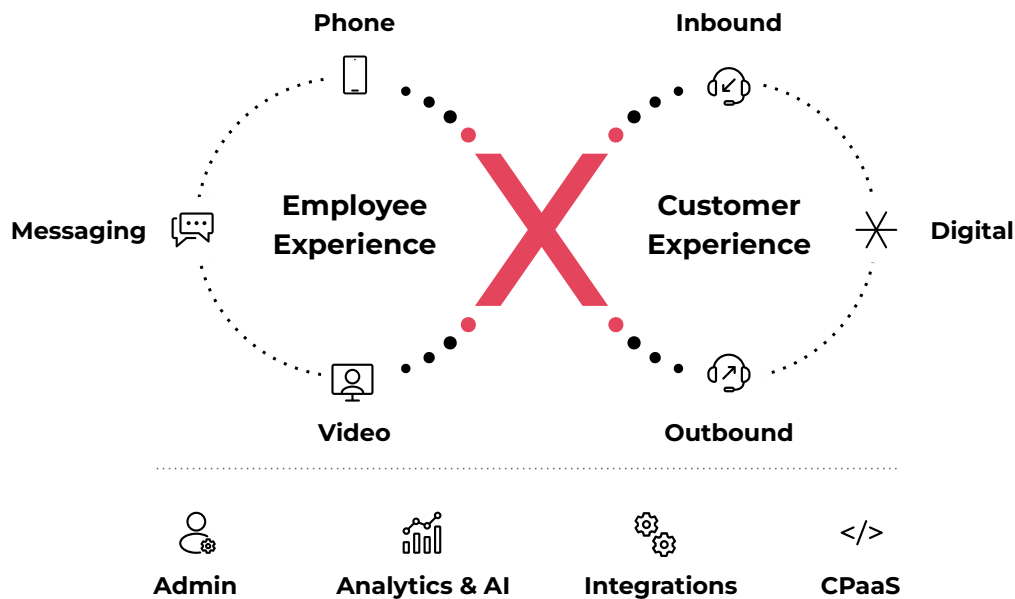 Phone
Inbound
Employee
Experience
Customer
Experience
Messaging
Digital
X
Video
Outbound
</>
Admin
Analytics & AI
Integrations
CPaaS